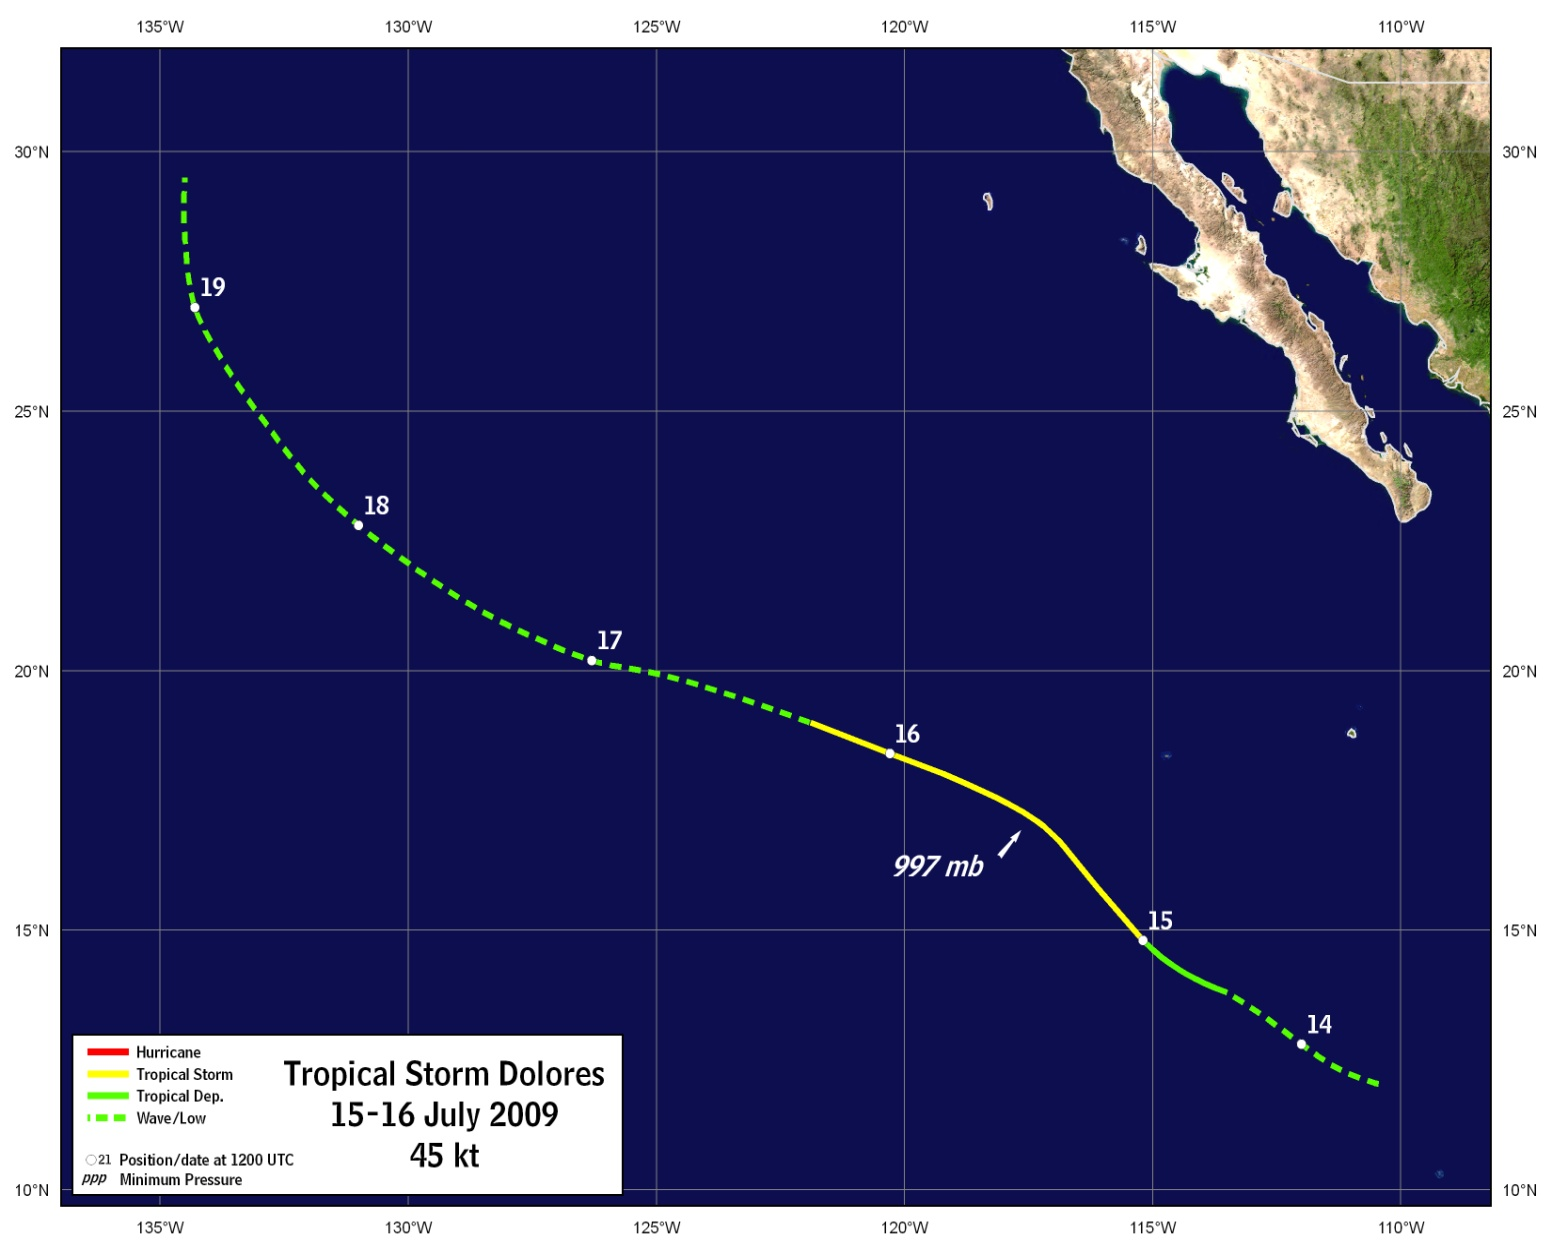 135°W 130°W 125°W 120°W 115°W 110°W
30°N 30°N
19
25°N 25°N
18
17
20°N 20°N
16
997 mb
15
15°N 15°N
14
Hurricane
Tropical Storm
Tropical Dep.
Wave/Low
21 Position/date at 1200 UTC
ppp Minimum Pressure
Tropical Storm Dolores
15-16 July 2009
45 kt
10°N 10°N
135°W 130°W 125°W 120°W 115°W 110°W